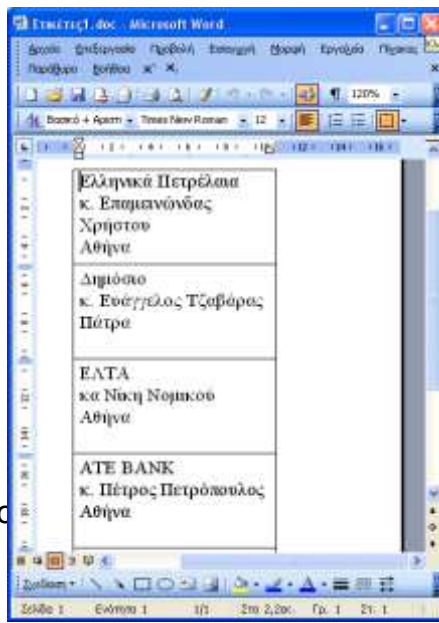 Ετικέτες1.doc - Microsoft Word
Αρχείο Επεξεργασία Προβολή Εισαγωγή Μορφή Εργαλεία Πίνακας
Παράθυρο Βοήθεια
120%
Times New Roman 12
Ελληνικά Πετρέλαια
κ. Επαμεινώνδας
Χρήστου
Αθήνα
Δημόσιο
κ. Ευάγγελος Τζαβάρας
Πάτρα
ΕΛΤΑ
κα Νίκη Νομικού
Αθήνα
ATE BANK
κ. Πέτρος Πετρόπουλος
Αθήνα
Σχεδίαση
Σελίδα 1 Ενότητα 1 1/1 Στα 2,2εκ. Γρ. 1 Στ. 1